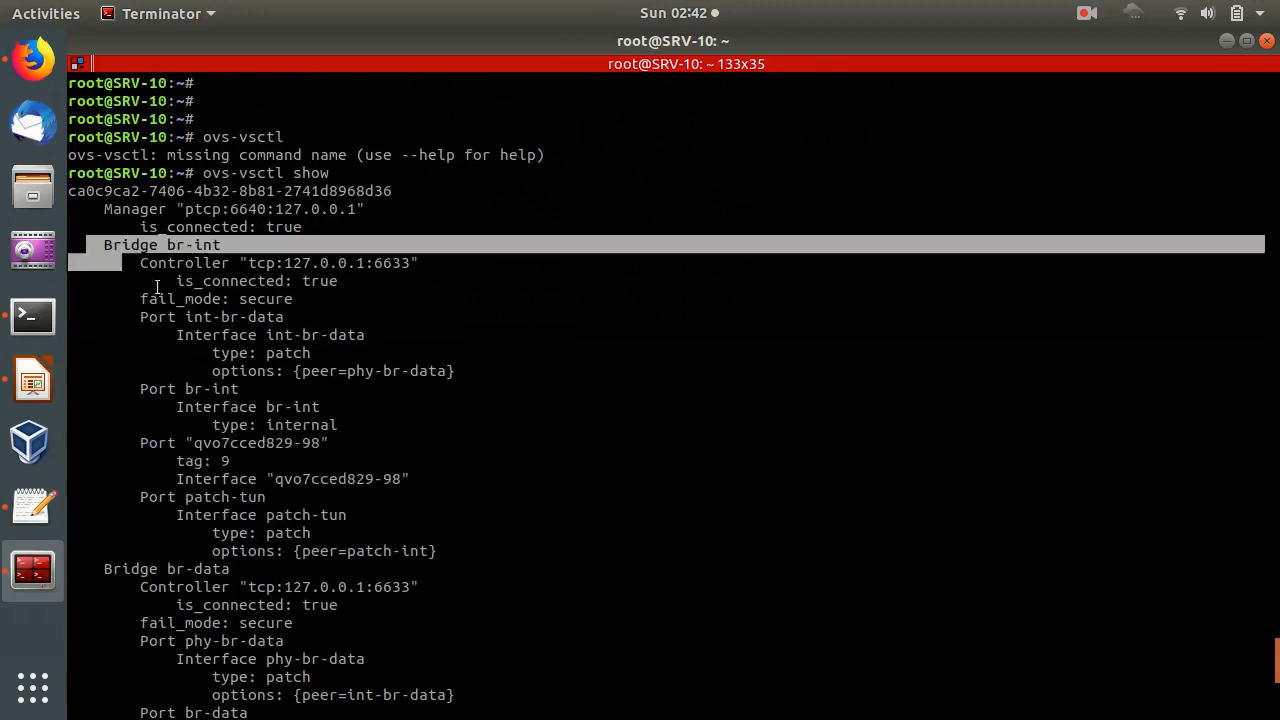 Activities
Terminator
Sun 02:42
root@SRV-10: ~
root@SRV-10: ~ 133x35
root@SRV-10:~#
root@SRV-10:~#
root@SRV-10:~#
root@SRV-10:~# ovs-vsctl
ovs-vsctl: missing command name (use --help for help)
root@SRV-10:~# ovs-vsctl show
ca0c9ca2-7406-4b32-8b81-2741d8968d36
Manager "ptcp:6640:127.0.0.1"
is_connected: true
Bridge br-int
Controller "tcp:127.0.0.1:6633"
is_connected: true
fail_mode: secure
Port int-br-data
Interface int-br-data
type: patch
options: {peer=phy-br-data}
Port br-int
Interface br-int
type: internal
Port "qvo7cced829-98"
tag: 9
Interface "qvo7cced829-98"
Port patch-tun
Interface patch-tun
type: patch
options: {peer=patch-int}
Bridge br-data
Controller "tcp:127.0.0.1:6633"
is_connected: true
fail_mode: secure
Port phy-br-data
Interface phy-br-data
type: patch
options: {peer=int-br-data}
Port br-data